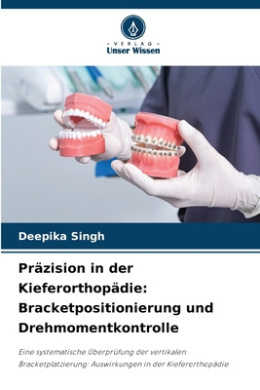 VERLAG
Unser Wissen
Deepika Singh
Präzision in der
Kieferorthopädie:
Bracketpositionierung und
Drehmomentkontrolle
Eine systematische Überprüfung der vertikalen
Bracketplatzierung: Auswirkungen in der Kieferorthopädie